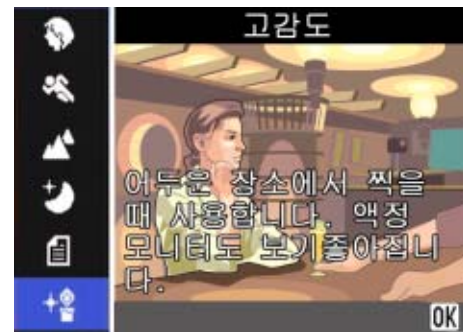 고감도
어두운 장소에서 찍을
때 사용합니다. 액정
모니터도 보기좋아집니
다.
OK